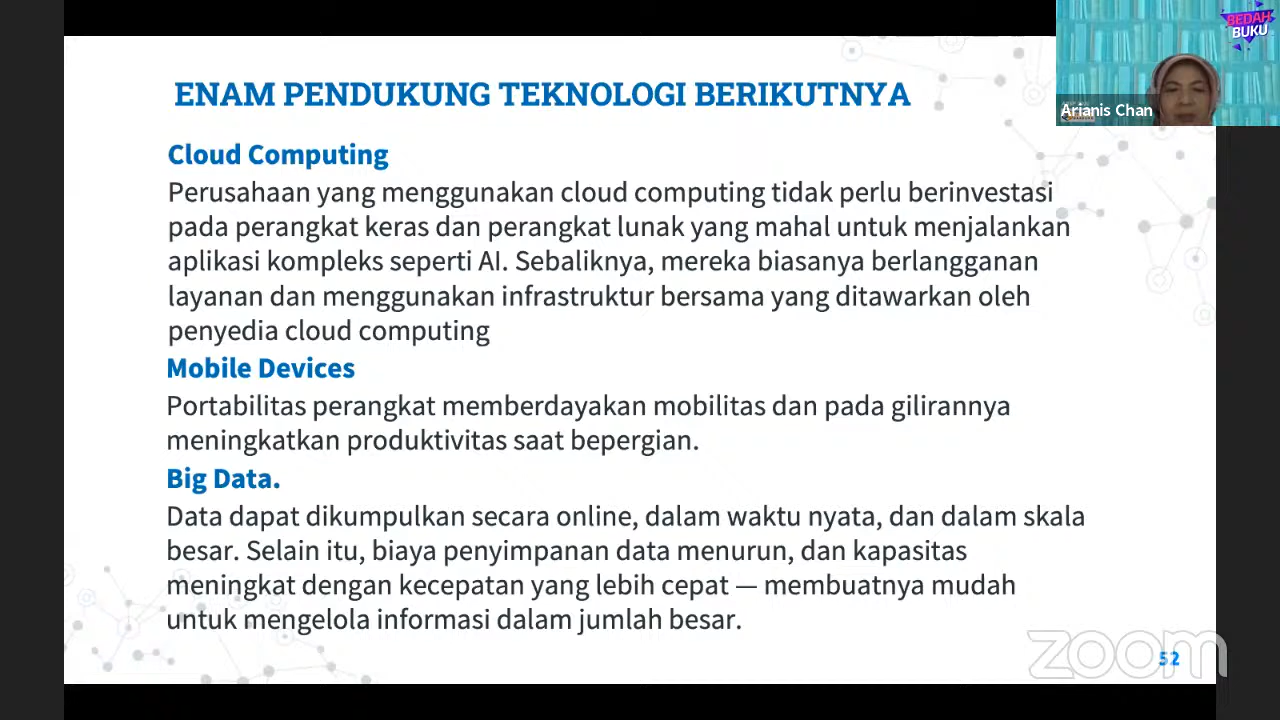 ENAM PENDUKUNG TEKNOLOGI BERIKUTNYA
BEDAH
BUKU
Arianis Chan
Cloud Computing
Perusahaan yang menggunakan cloud computing tidak perlu berinvestasi
pada perangkat keras dan perangkat lunak yang mahal untuk menjalankan
aplikasi kompleks seperti AI. Sebaliknya, mereka biasanya berlangganan
layanan dan menggunakan infrastruktur bersama yang ditawarkan oleh
penyedia cloud computing
Mobile Devices
Portabilitas perangkat memberdayakan mobilitas dan pada gilirannya
meningkatkan produktivitas saat bepergian.
Big Data.
Data dapat dikumpulkan secara online, dalam waktu nyata, dan dalam skala
besar. Selain itu, biaya penyimpanan data menurun, dan kapasitas
meningkat dengan kecepatan yang lebih cepat — membuatnya mudah
untuk mengelola informasi dalam jumlah besar.
zoom
52